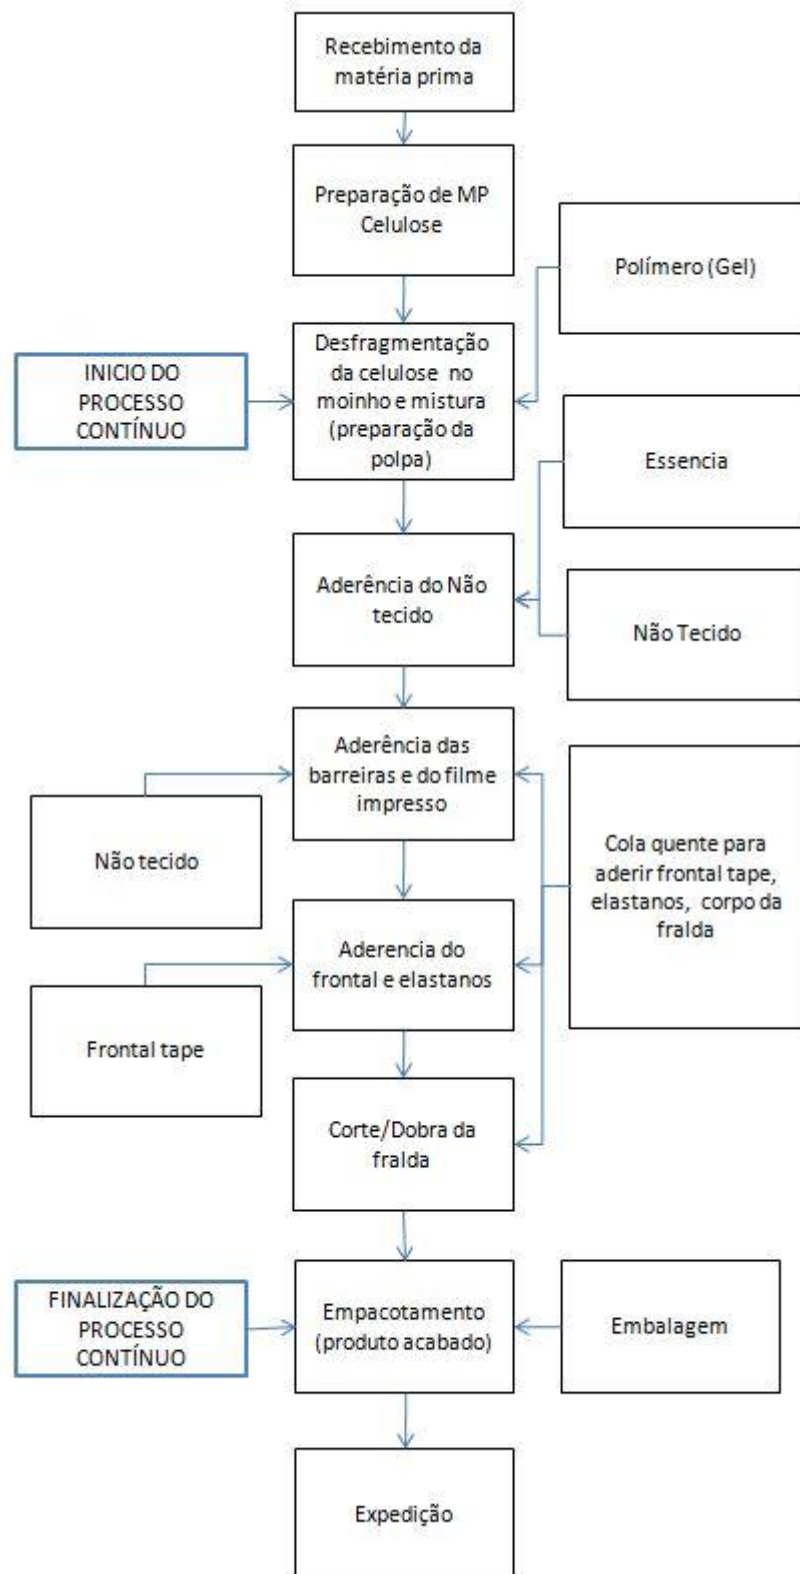 Recebimento da
matéria prima
Preparação de MP
Celulose
Polímero (Gel)
Desfragmentação
da celulose no
moinho e mistura
(preparação da
polpa)
INICIO DO
PROCESSO
CONTÍNUO
Essencia
Aderência do Não
tecido
Não Tecido
Aderência das
barreiras e do filme
impresso
Não tecido
Cola quente para
aderir frontal tape,
elastanos, corpo da
fralda
Aderencia do
frontal e elastanos
Frontal tape
Corte/Dobra da
fralda
FINALIZAÇÃO DO
PROCESSO
CONTÍNUO
Empacotamento
(produto acabado)
Embalagem
Expedição